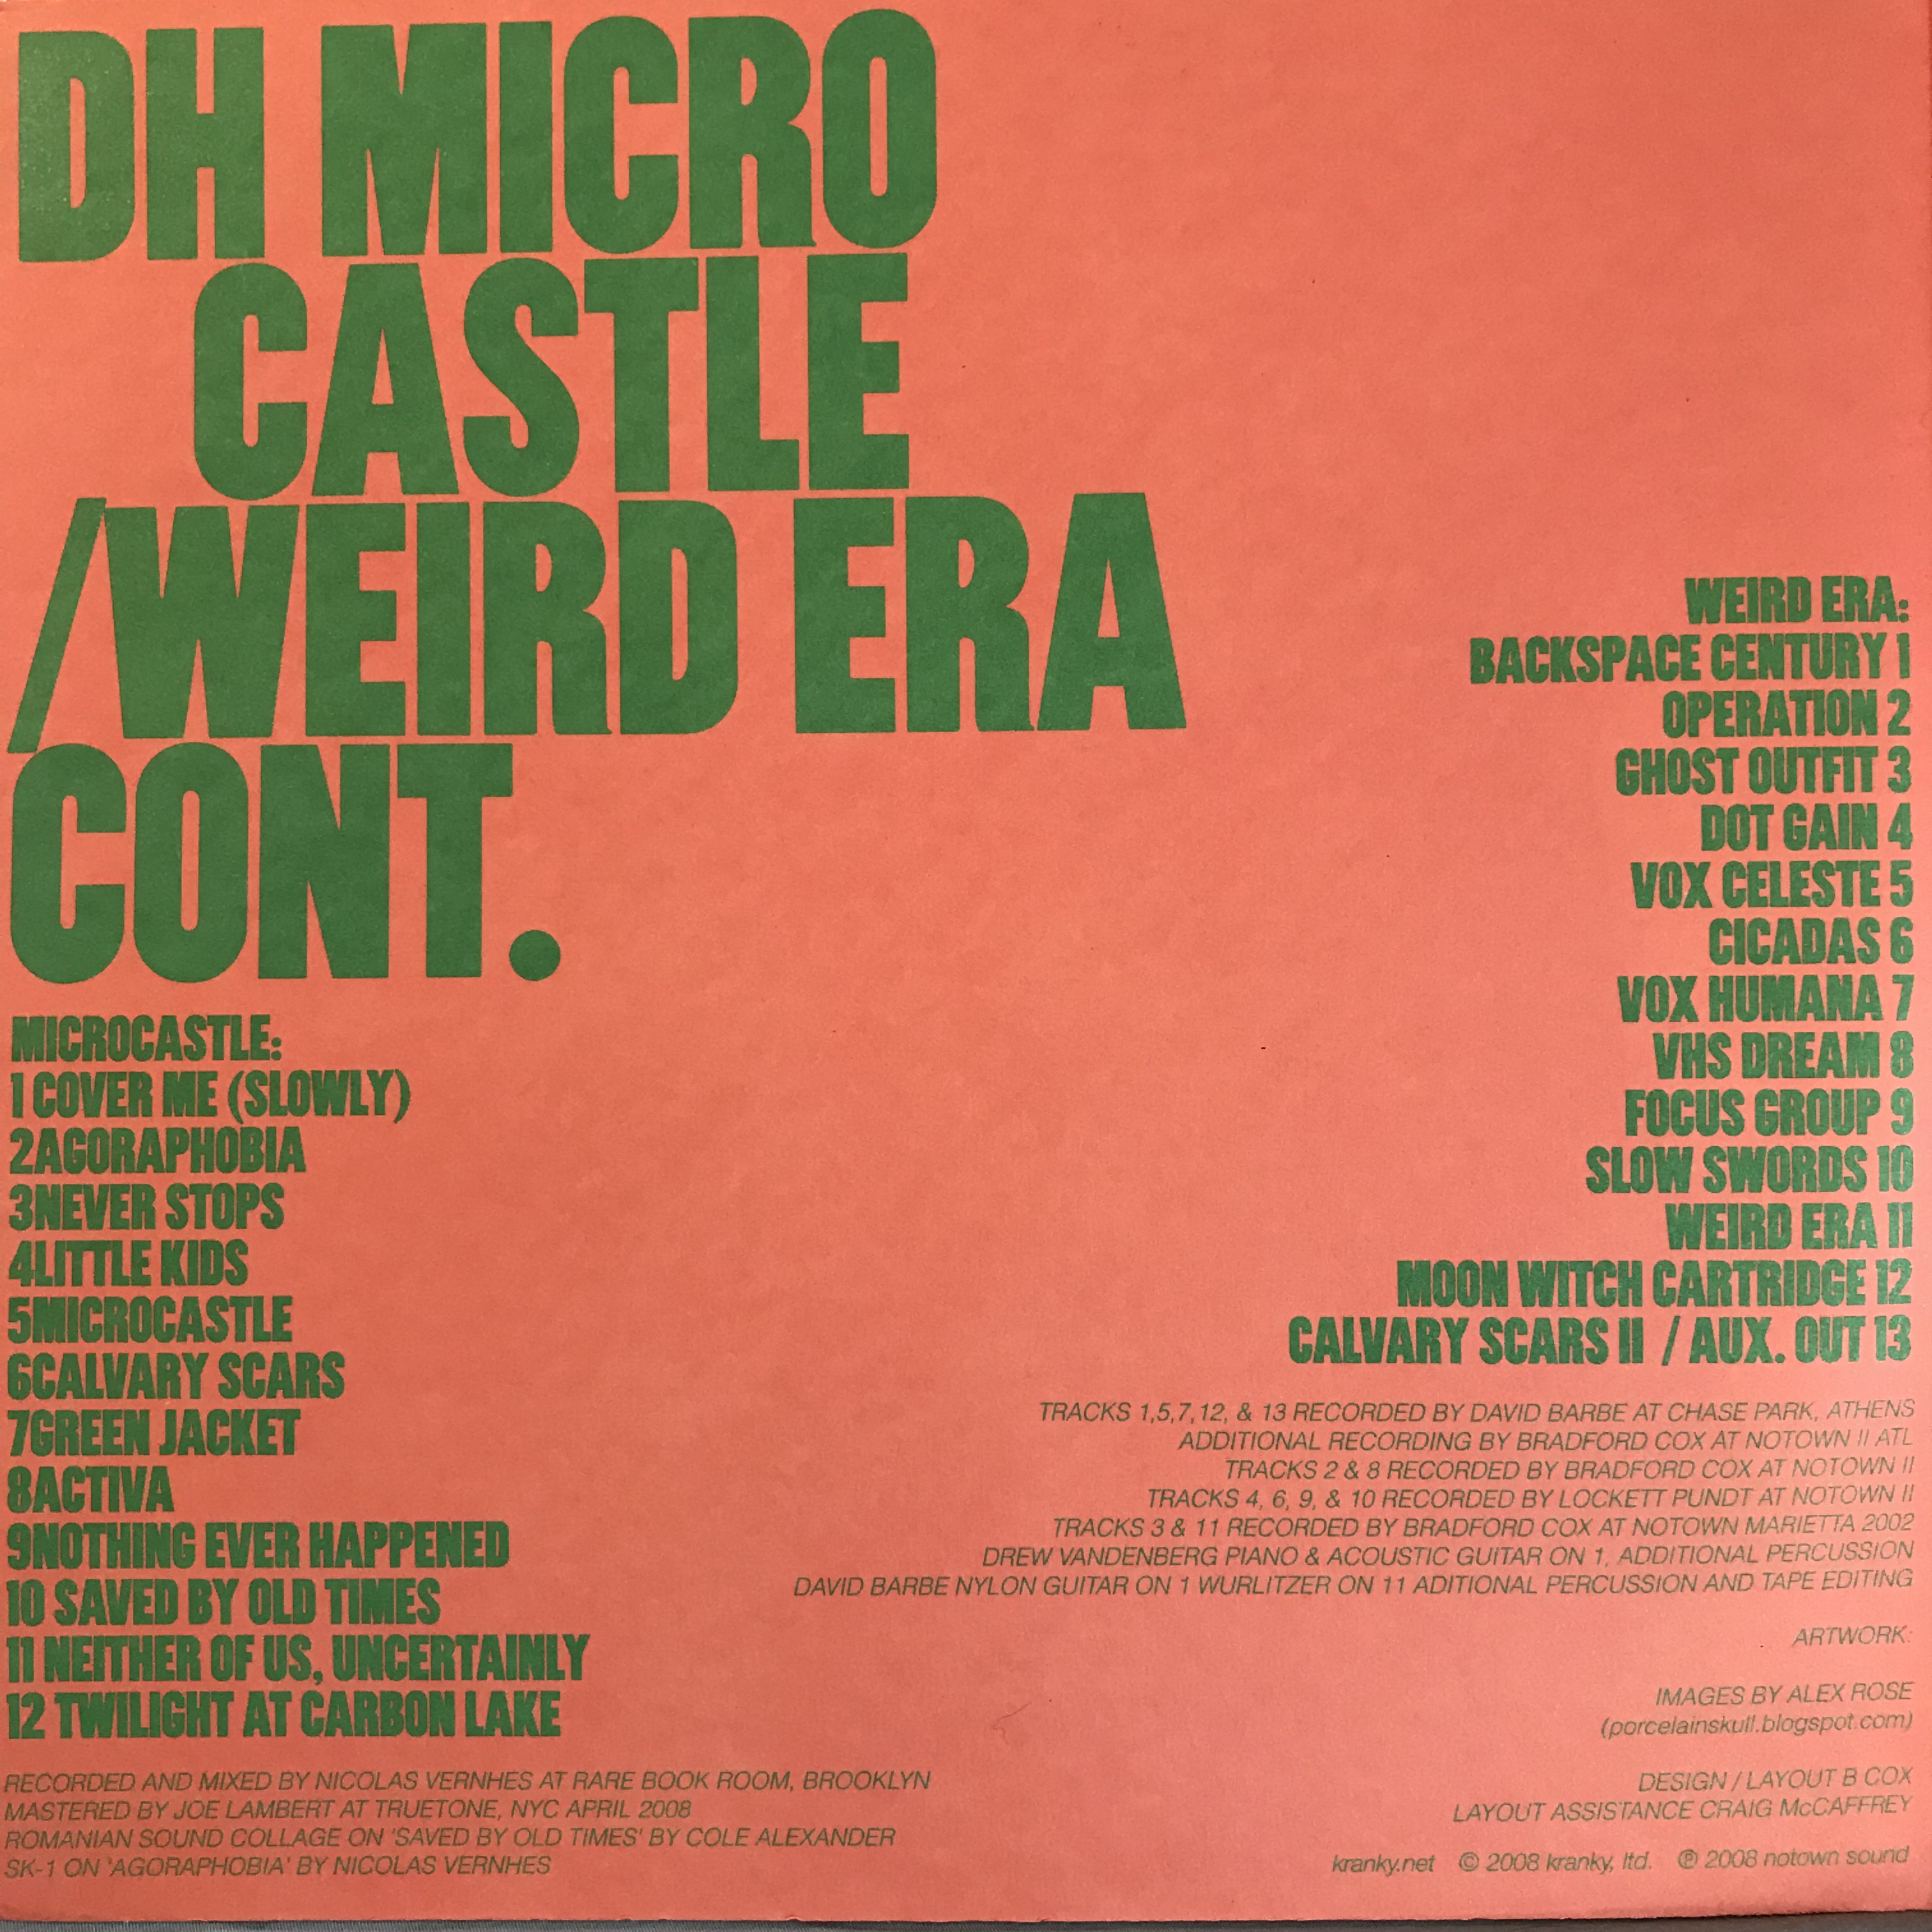 DH MICRO
CASTLE
/WEIRD ERA
CONT.
MICROCASTLE:
1 COVER ME (SLOWLY)
2AGORAPHOBIA
3NEVER STOPS
4LITTLE KIDS
5MICROCASTLE
6CALVARY SCARS
7GREEN JACKET
8ACTIVA
9NOTHING EVER HAPPENED
10 SAVED BY OLD TIMES
11 NEITHER OF US, UNCERTAINLY
12 TWILIGHT AT CARBON LAKE
RECORDED AND MIXED BY NICOLAS VERNHES AT RARE BOOK ROOM, BROOKLYN
MASTERED BY JOE LAMBERT AT TRUETONE, NYC APRIL 2008
ROMANIAN SOUND COLLAGE ON 'SAVED BY OLD TIMES' BY COLE ALEXANDER
SK-1 ON 'AGORAPHOBIA' BY NICOLAS VERNHES
WEIRD ERA:
BACKSPACE CENTURY 1
OPERATION 2
GHOST OUTFIT 3
DOT GAIN 4
VOX CELESTE 5
CICADAS 6
VOX HUMANA 7
VHS DREAM 8
FOCUS GROUP 9
SLOW SWORDS 10
WEIRD ERA 11
MOON WITCH CARTRIDGE 12
CALVARY SCARS II / AUX. OUT 13
TRACKS 1,5,7,12, & 13 RECORDED BY DAVID BARBE AT CHASE PARK, ATHENS
ADDITIONAL RECORDING BY BRADFORD COX AT NOTOWN II ATL
TRACKS 2 & 8 RECORDED BY BRADFORD COX AT NOTOWN II
TRACKS 4, 6, 9, & 10 RECORDED BY LOCKETT PUNDT AT NOTOWN II
TRACKS 3 & 11 RECORDED BY BRADFORD COX AT NOTOWN MARIETTA 2002
DREW VANDENBERG PIANO & ACOUSTIC GUITAR ON 1, ADDITIONAL PERCUSSION
DAVID BARBE NYLON GUITAR ON 1 WURLITZER ON 11 ADITIONAL PERCUSSION AND TAPE EDITING
ARTWORK:
IMAGES BY ALEX ROSE
(porcelainskull.blogspot.com)
DESIGN / LAYOUT B COX
LAYOUT ASSISTANCE CRAIG McCAFFREY
kranky.net © 2008 kranky, ltd. ℗ 2008 notown sound